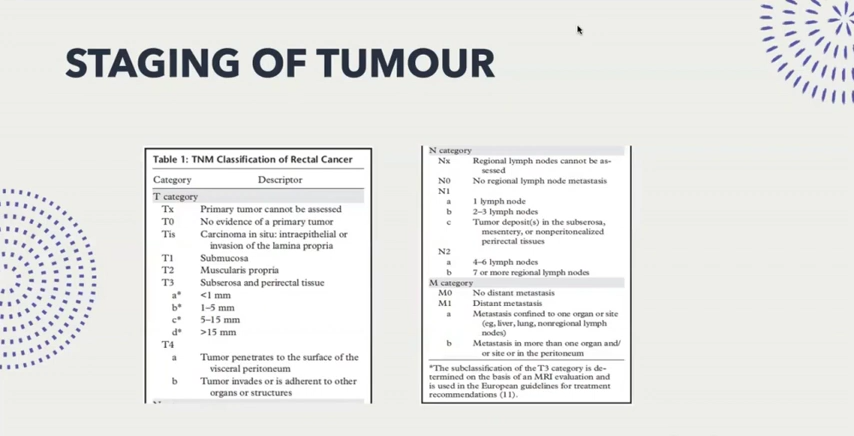 STAGING OF TUMOUR
Table 1: TNM Classification of Rectal Cancer
Category Descriptor
T category
Tx Primary tumor cannot be assessed
T0 No evidence of a primary tumor
Tis Carcinoma in situ: intraepithelial or
invasion of the lamina propria
T1 Submucosa
T2 Muscularis propria
T3 Subserosa and perirectal tissue
a* <1 mm
b* 1–5 mm
c* 5–15 mm
d* >15 mm
T4
a Tumor penetrates to the surface of the
visceral peritoneum
b Tumor invades or is adherent to other
organs or structures
N category
Nx Regional lymph nodes cannot be as-
sessed
N0 No regional lymph node metastasis
N1
a 1 lymph node
b 2–3 lymph nodes
c Tumor deposit(s) in the subserosa,
mesentery, or nonperitonealized
perirectal tissues
N2
a 4–6 lymph nodes
b 7 or more regional lymph nodes
M category
M0 No distant metastasis
M1 Distant metastasis
a Metastasis confined to one organ or site
(eg, liver, lung, nonregional lymph
nodes)
b Metastasis in more than one organ and/
or site or in the peritoneum
*The subclassification of the T3 category is de-
termined on the basis of an MRI evaluation and
is used in the European guidelines for treatment
recommendations (11).